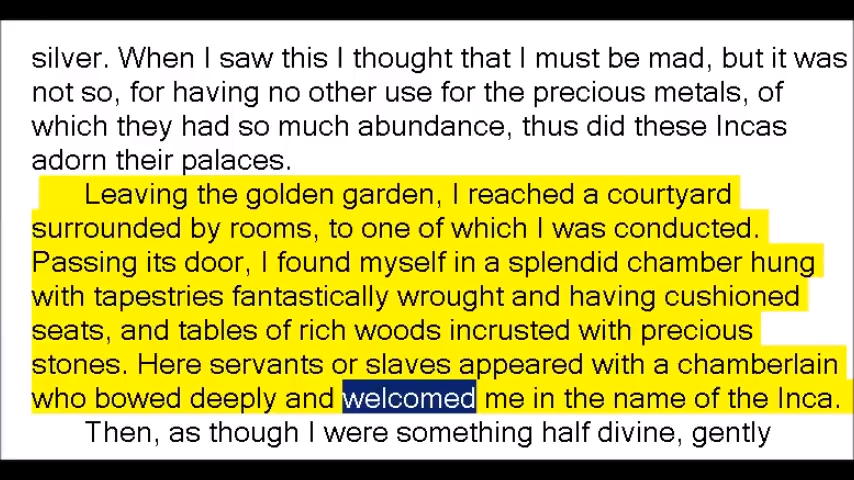 silver. When I saw this I thought that I must be mad, but it was
not so, for having no other use for the precious metals, of
which they had so much abundance, thus did these Incas
adorn their palaces.
Leaving the golden garden, I reached a courtyard
surrounded by rooms, to one of which I was conducted.
Passing its door, I found myself in a splendid chamber hung
with tapestries fantastically wrought and having cushioned
seats, and tables of rich woods incrusted with precious
stones. Here servants or slaves appeared with a chamberlain
who bowed deeply and welcomed me in the name of the Inca.
Then, as though I were something half divine, gently